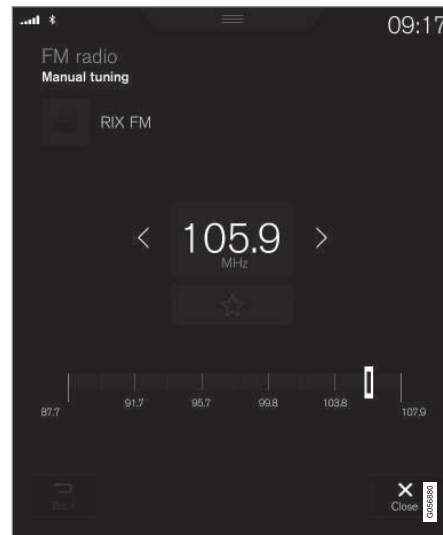 09:17
FM radio
Manual tuning
RIX FM
105.9
MHz
87.7
91.7
95.7
99.8
103.8
107.9
Back
Close
G056880